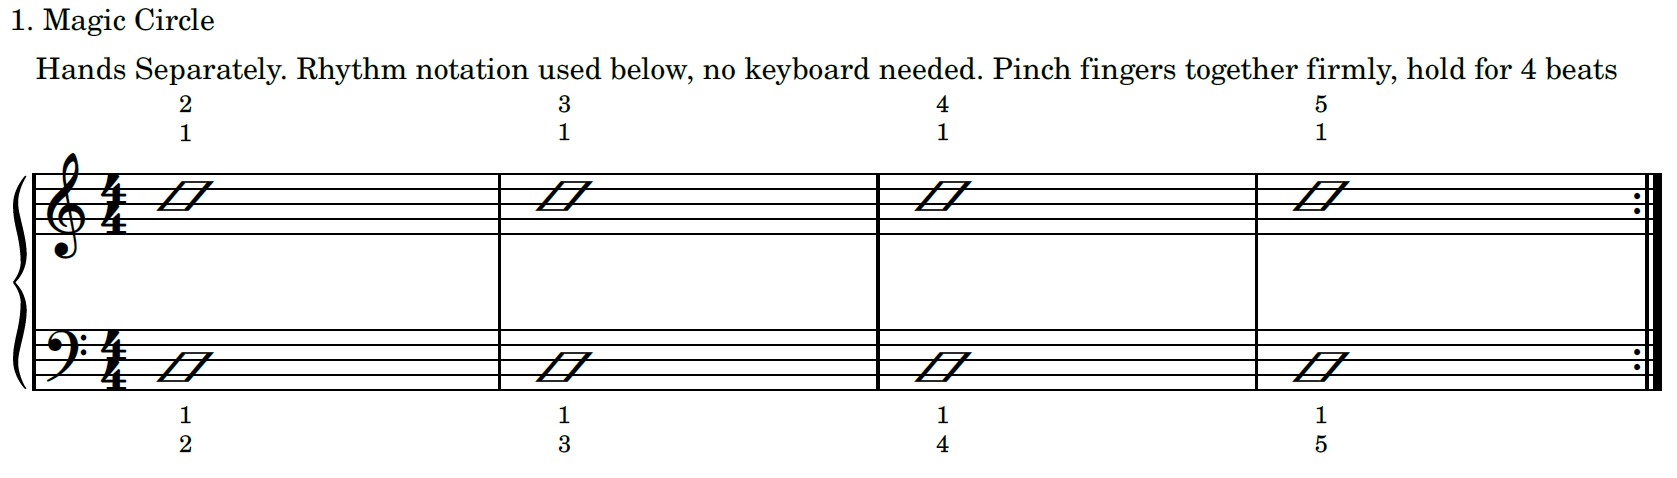 1. Magic Circle
Hands Separately. Rhythm notation used below, no keyboard needed. Pinch fingers together firmly, hold for 4 beats
2 3 4 5
1 1 1 1
4 4
4 4
1 1 1 1
2 3 4 5